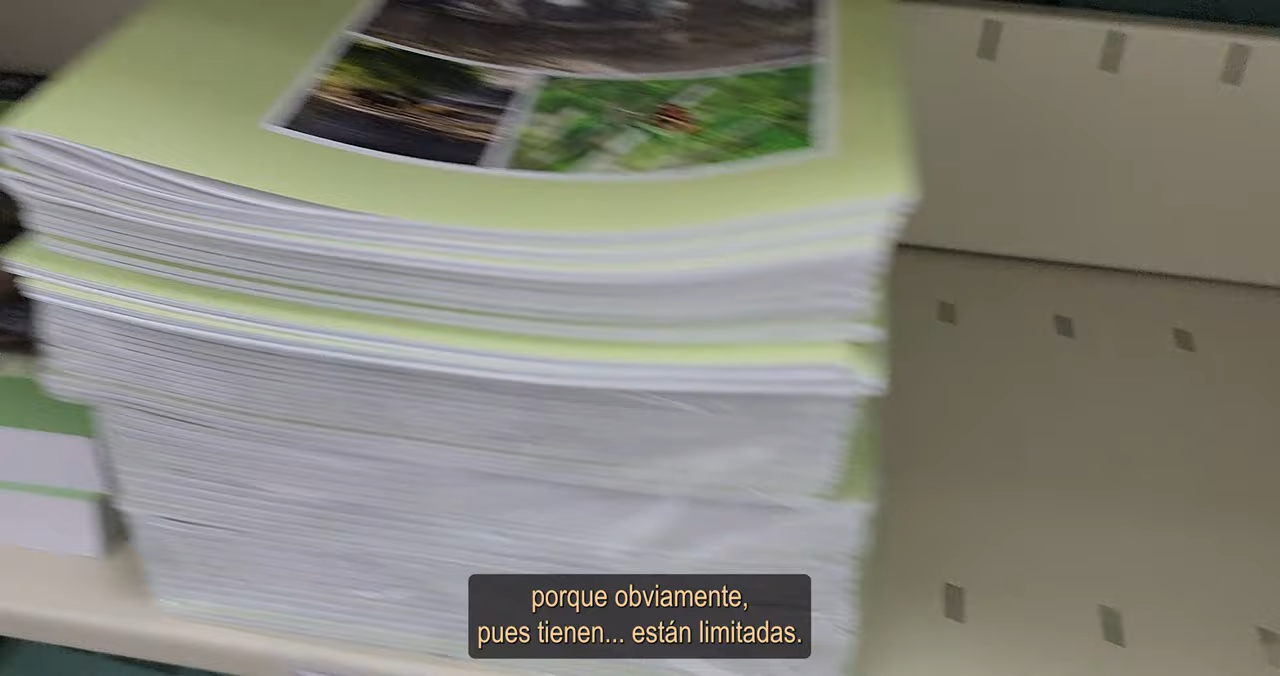 porque obviamente,
pues tienen... están limitadas.